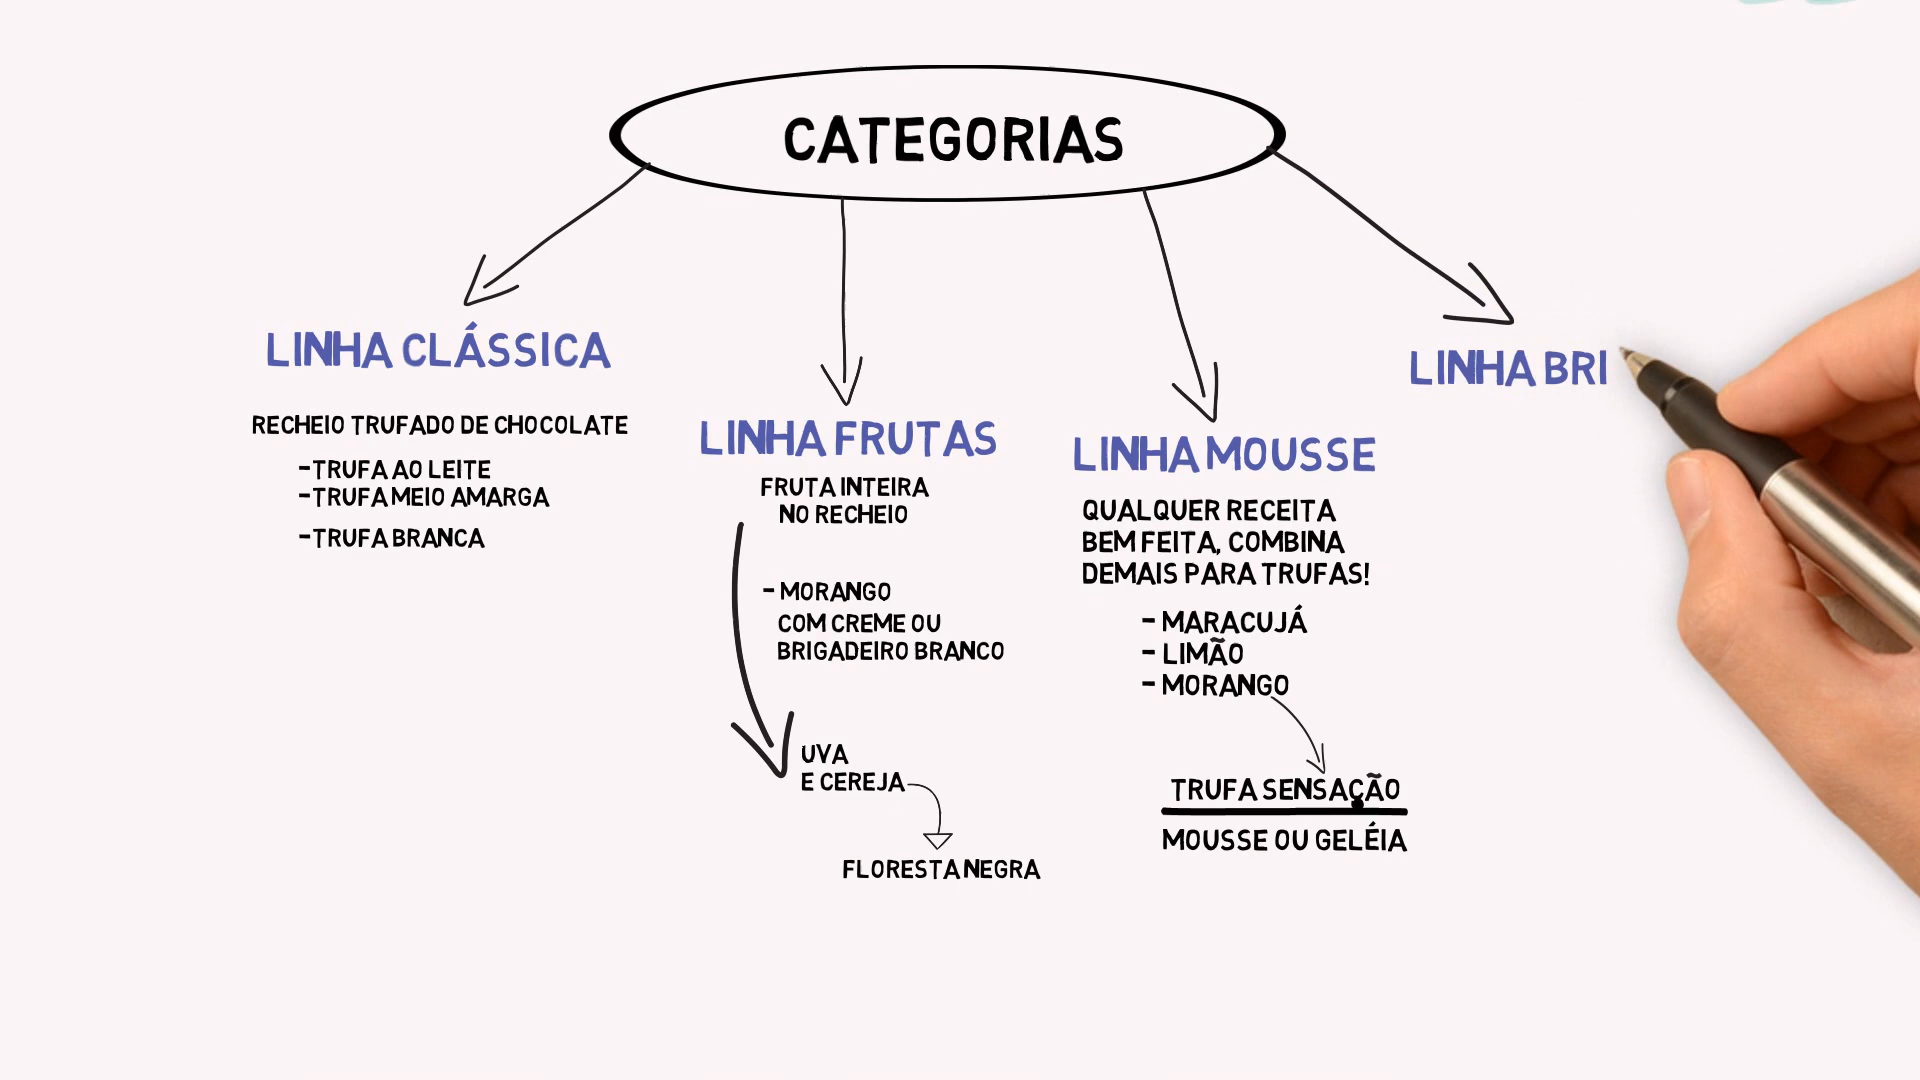 CATEGORIAS
LINHA CLÁSSICA
RECHEIO TRUFADO DE CHOCOLATE
-TRUFA AO LEITE
-TRUFA MEIO AMARGA
-TRUFA BRANCA
LINHA FRUTAS
FRUTA INTEIRA
NO RECHEIO
- MORANGO
COM CREME OU
BRIGADEIRO BRANCO
UVA
E CEREJA
FLORESTA NEGRA
LINHA MOUSSE
QUALQUER RECEITA
BEM FEITA, COMBINA
DEMAIS PARA TRUFAS!
- MARACUJÁ
- LIMÃO
- MORANGO
TRUFA SENSAÇÃO
MOUSSE OU GELÉIA
LINHA BRI